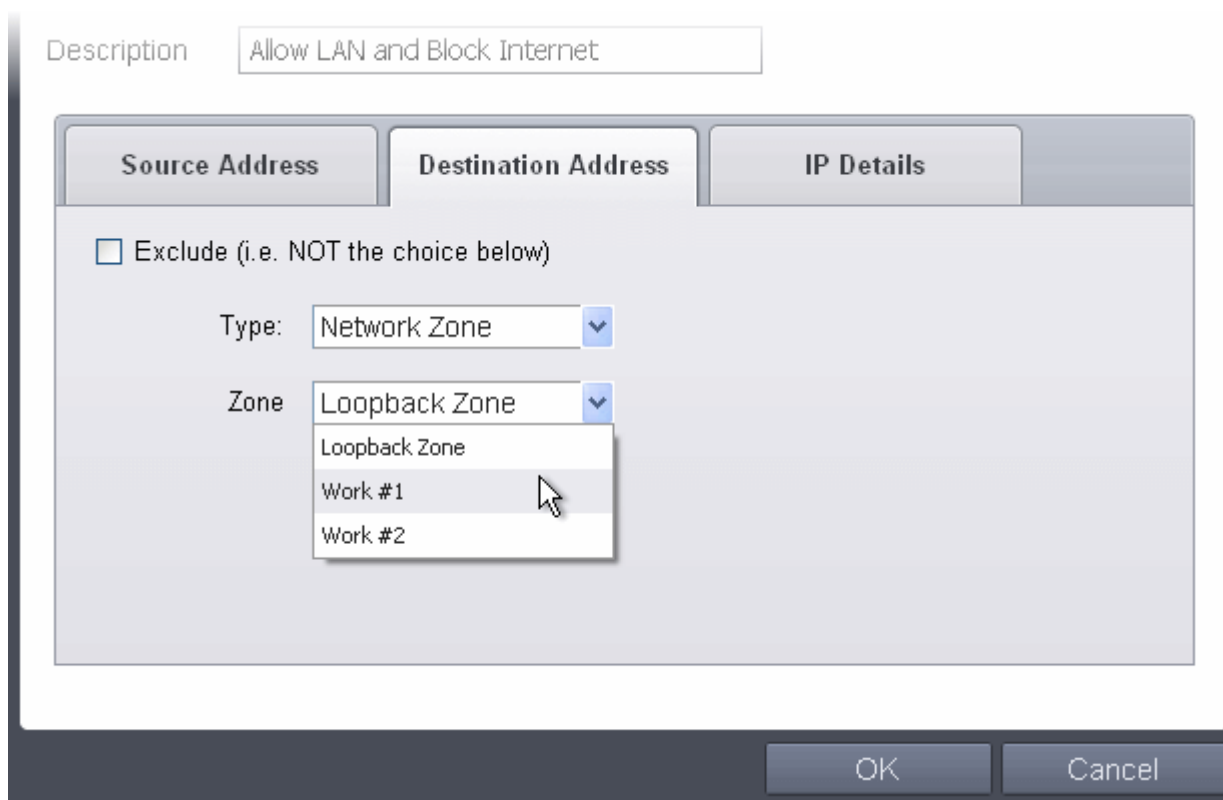 Description Allow LAN and Block Internet
Source Address Destination Address IP Details
Exclude (i.e. NOT the choice below)
Type: Network Zone
Zone Loopback Zone
Loopback Zone
Work #1
Work #2
OK Cancel